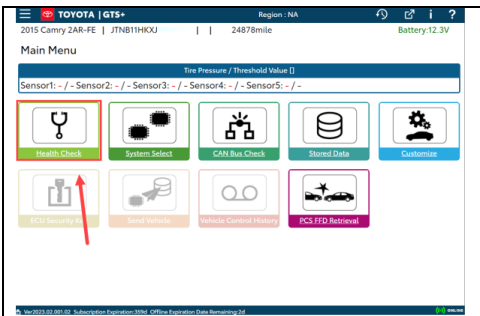 TOYOTA | GTS+ Region : NA ?
2015 Camry 2AR-FE | JTNB11HKXJ | | 24878mile Battery:12.3V
Main Menu
Tire Pressure / Threshold Value []
Sensor1: - / - Sensor2: - / - Sensor3: - / - Sensor4: - / - Sensor5: - / -
Health Check System Select CAN Bus Check Stored Data Customize
ECU Security Key Send Vehicle Vehicle Control History PCS FFD Retrieval
Ver2023.02.001.02 Subscription Expiration:359d Offline Expiration Date Remaining:2d ONLINE